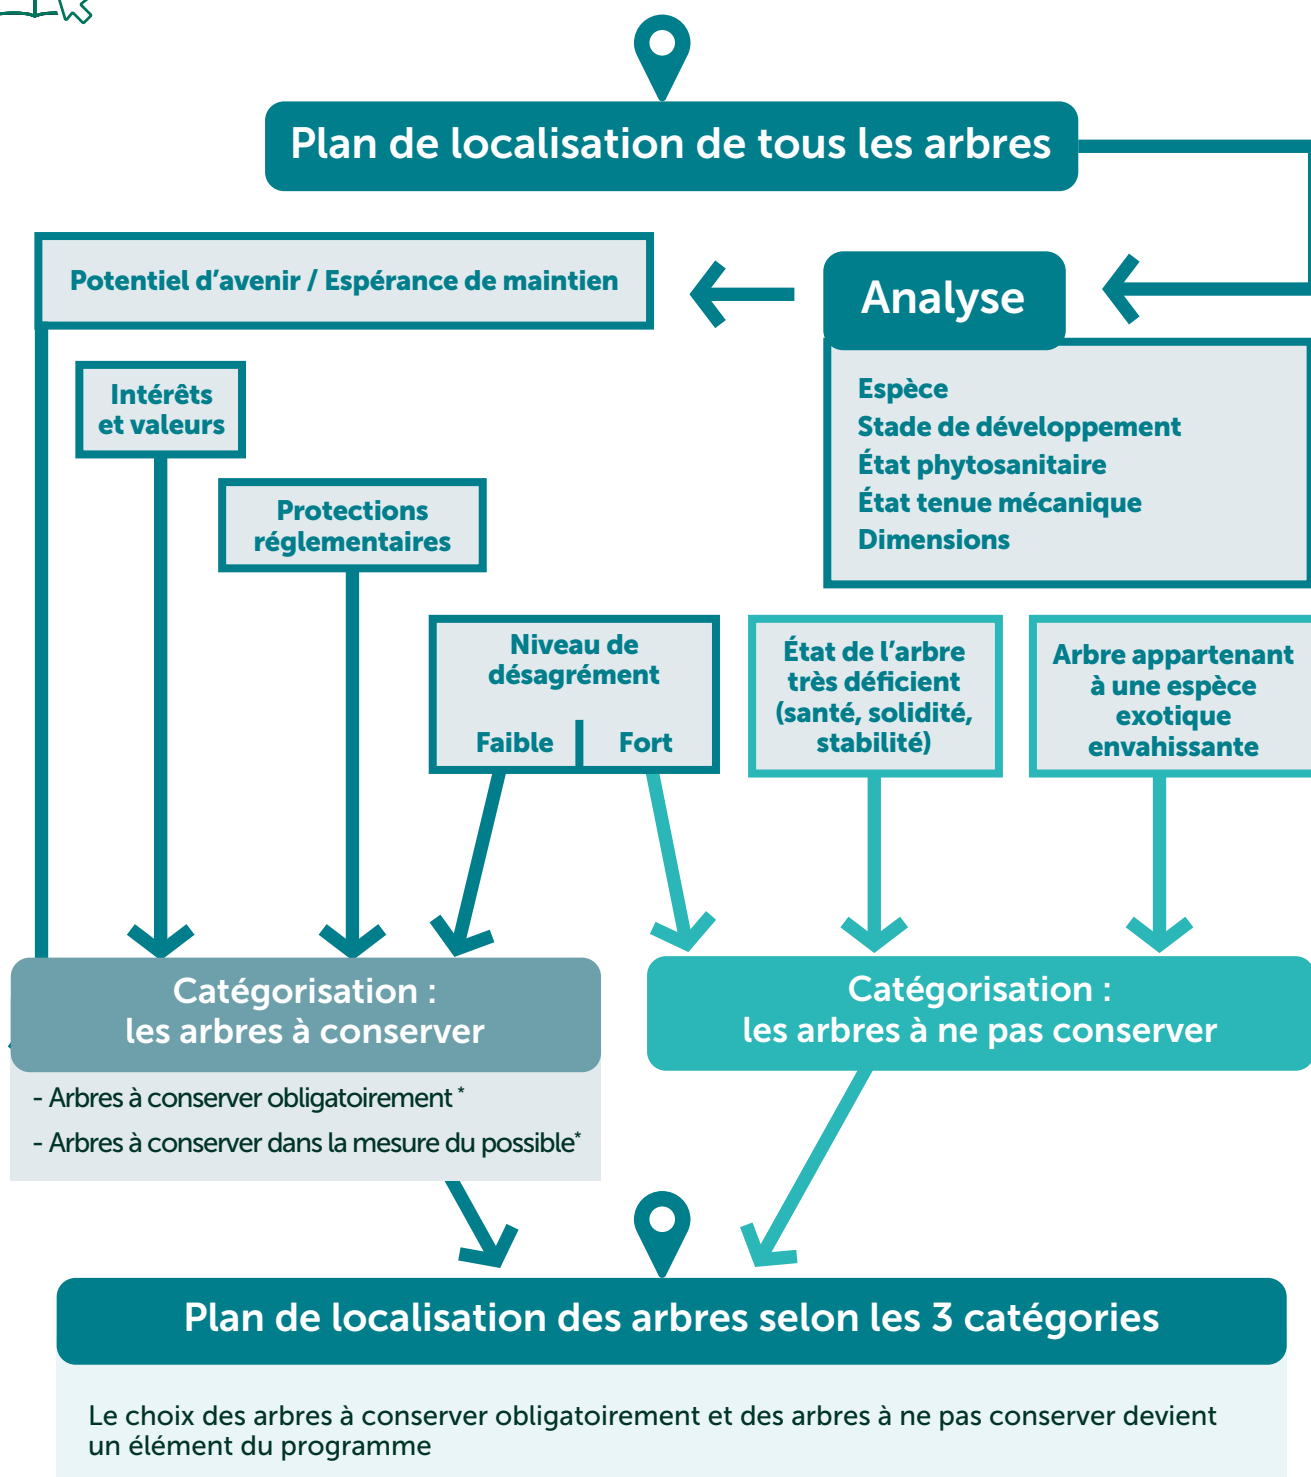 Plan de localisation de tous les arbres
Potentiel d'avenir / Espérance de maintien
Analyse
Espèce
Stade de développement
État phytosanitaire
État tenue mécanique
Dimensions
Intérêts
et valeurs
Protections
réglementaires
Niveau de
désagrément
Faible
Fort
État de l'arbre
très déficient
(santé, solidité,
stabilité)
Arbre appartenant
à une espèce
exotique
envahissante
Catégorisation :
les arbres à conserver
- Arbres à conserver obligatoirement *
- Arbres à conserver dans la mesure du possible*
Catégorisation :
les arbres à ne pas conserver
Plan de localisation des arbres selon les 3 catégories
Le choix des arbres à conserver obligatoirement et des arbres à ne pas conserver devient
un élément du programme